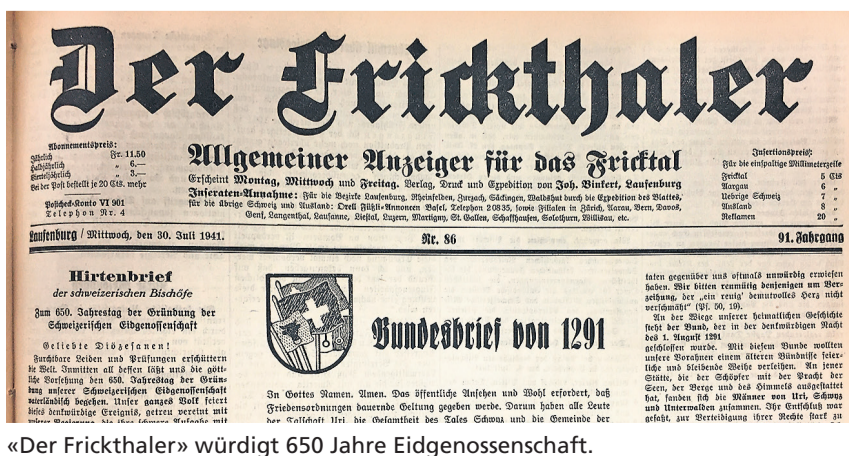 Der Frickthaler
Abonnementspreis:
Jährlich Fr. 11.50
Halbjährlich „ 6.—
Vierteljährlich „ 3.—
Bei der Post bestellt je 20 Cts. mehr
Postcheck-Konto VI 901
Telephon Nr. 4
Allgemeiner Anzeiger für das Fricktal
Erscheint Montag, Mittwoch und Freitag. Verlag, Druck und Expedition von Joh. Binkert, Laufenburg
Inseraten-Annahme: Für die Bezirke Laufenburg, Rheinfelden, Zurzach, Säckingen, Waldshut durch die Expedition des Blattes,
für die übrige Schweiz und Ausland: Orell Füßli-Annoncen Basel, Telephon 20835, sowie Filialen in Zürich, Aarau, Bern, Davos,
Genf, Langenthal, Lausanne, Liestal, Luzern, Martigny, St. Gallen, Schaffhausen, Solothurn, Willisau, etc.
Insertionspreis:
Für die einspaltige Millimeterzeile
Fricktal 5 Cts
Aargau 6 „
Uebrige Schweiz 7 „
Ausland 8 „
Reklamen 20 „
Laufenburg / Mittwoch, den 30. Juli 1941.
Nr. 86
91. Jahrgang
Hirtenbrief
der schweizerischen Bischöfe
Zum 650. Jahrestag der Gründung der
Schweizerischen Eidgenossenschaft
Geliebte Diözesanen!
Furchtbare Leiden und Prüfungen erschüttern
die Welt. Inmitten all dessen läßt uns die gött-
liche Vorsehung den 650. Jahrestag der Grün-
dung unserer Schweizerischen Eidgenossenschaft
vaterländisch begehen. Unser ganzes Volk feiert
dieses denkwürdige Ereignis, getreu vereint mit
Bundesbrief von 1291
In Gottes Namen. Amen. Das öffentliche Ansehen und Wohl erfordert, daß
Friedensordnungen dauernde Geltung gegeben werde. Darum haben alle Leute
der Talschaft Uri, die Gesamtheit des Tales Schwyz und die Gemeinde der
taten gegenüber uns oftmals unwürdig erwiesen
haben. Wir bitten reumütig denjenigen um Ver-
zeihung, der „ein reuig' demutvolles Herz nicht
verschmäht" (Ps. 50, 19).
An der Wiege unserer heimatlichen Geschichte
steht der Bund, der in der denkwürdigen Nacht
des 1. August 1291
geschlossen wurde. Mit diesem Bunde wollten
unsere Vorahnen einem älteren Bündnisse feier-
liche und bleibende Weihe verleihen. An jener
Stätte, die der Schöpfer mit der Pracht der
Seen, der Berge und des Himmels ausgestattet
hat, fanden sich die Männer von Uri, Schwyz
und Unterwalden zusammen. Ihr Entschluß war
gefaßt, zur Verteidigung ihrer Rechte stark zu
«Der Frickthaler» würdigt 650 Jahre Eidgenossenschaft.